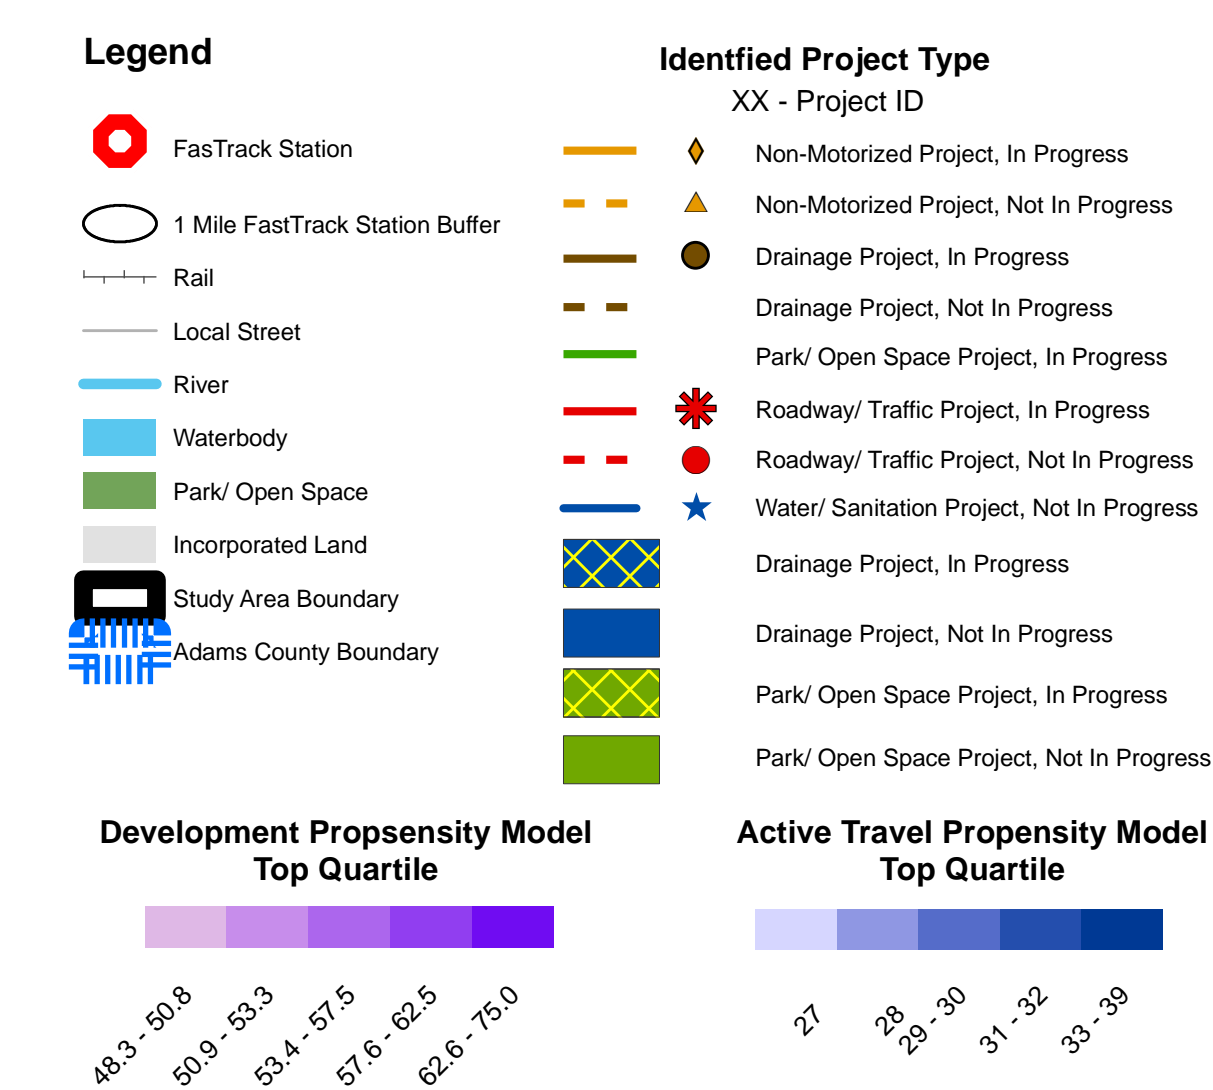 Legend
FasTrack Station
1 Mile FastTrack Station Buffer
Rail
Local Street
River
Waterbody
Park/ Open Space
Incorporated Land
Study Area Boundary
Adams County Boundary
Identfied Project Type
XX - Project ID
Non-Motorized Project, In Progress
Non-Motorized Project, Not In Progress
Drainage Project, In Progress
Drainage Project, Not In Progress
Park/ Open Space Project, In Progress
Roadway/ Traffic Project, In Progress
Roadway/ Traffic Project, Not In Progress
Water/ Sanitation Project, Not In Progress
Drainage Project, In Progress
Drainage Project, Not In Progress
Park/ Open Space Project, In Progress
Park/ Open Space Project, Not In Progress
Development Propsensity Model
Top Quartile
48.3 - 50.8
50.9 - 53.3
53.4 - 57.5
57.6 - 62.5
62.6 - 75.0
Active Travel Propensity Model
Top Quartile
27
28
29 - 30
31 - 32
33 - 39